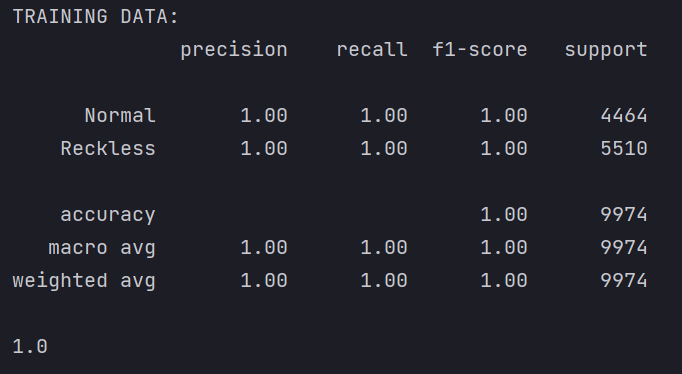 TRAINING DATA:
precision recall f1-score support
Normal 1.00 1.00 1.00 4464
Reckless 1.00 1.00 1.00 5510
accuracy 1.00 9974
macro avg 1.00 1.00 1.00 9974
weighted avg 1.00 1.00 1.00 9974
1.0